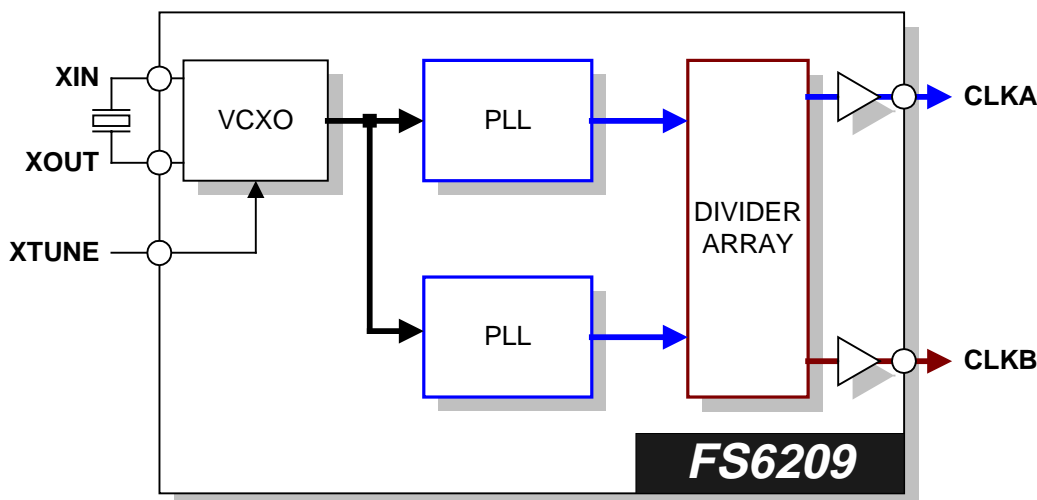 XIN
XOUT
XTUNE
VCXO
PLL
PLL
DIVIDER
ARRAY
CLKA
CLKB
FS6209